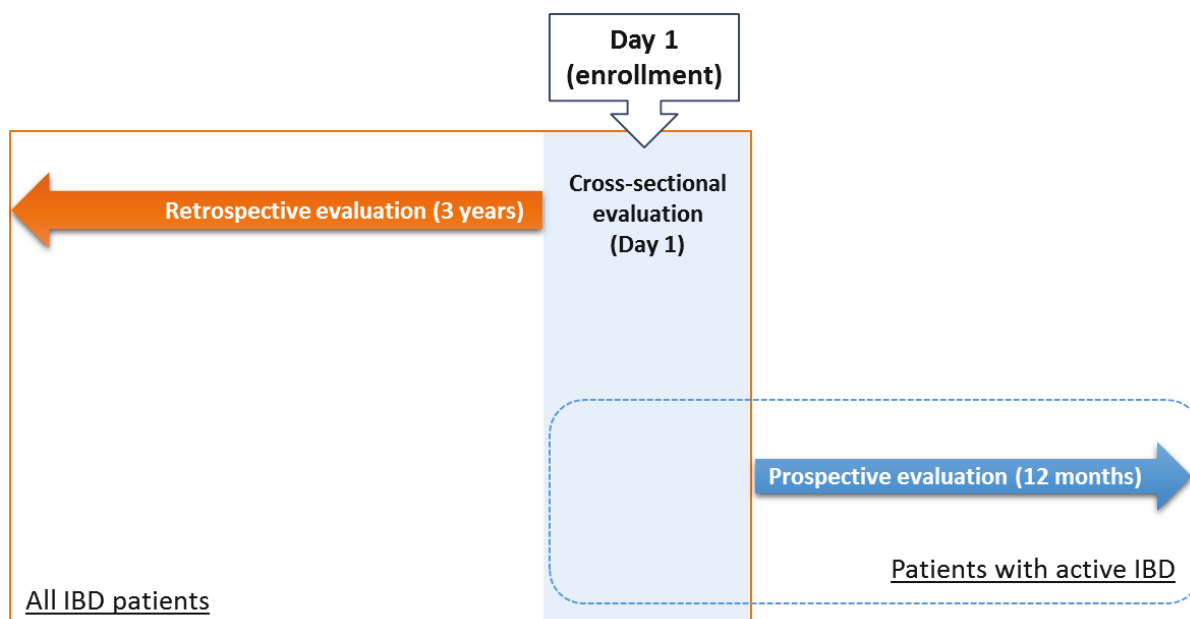 Day 1
(enrollment)
Cross-sectional
evaluation
(Day 1)
Retrospective evaluation (3 years)
Prospective evaluation (12 months)
Patients with active IBD
All IBD patients